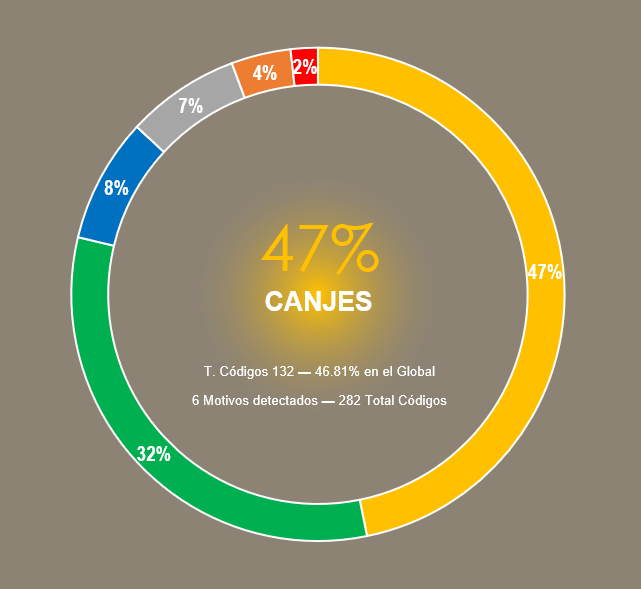 2%
4%
7%
8%
47%
CANJES
47%
T. Códigos 132 — 46.81% en el Global
6 Motivos detectados — 282 Total Códigos
32%